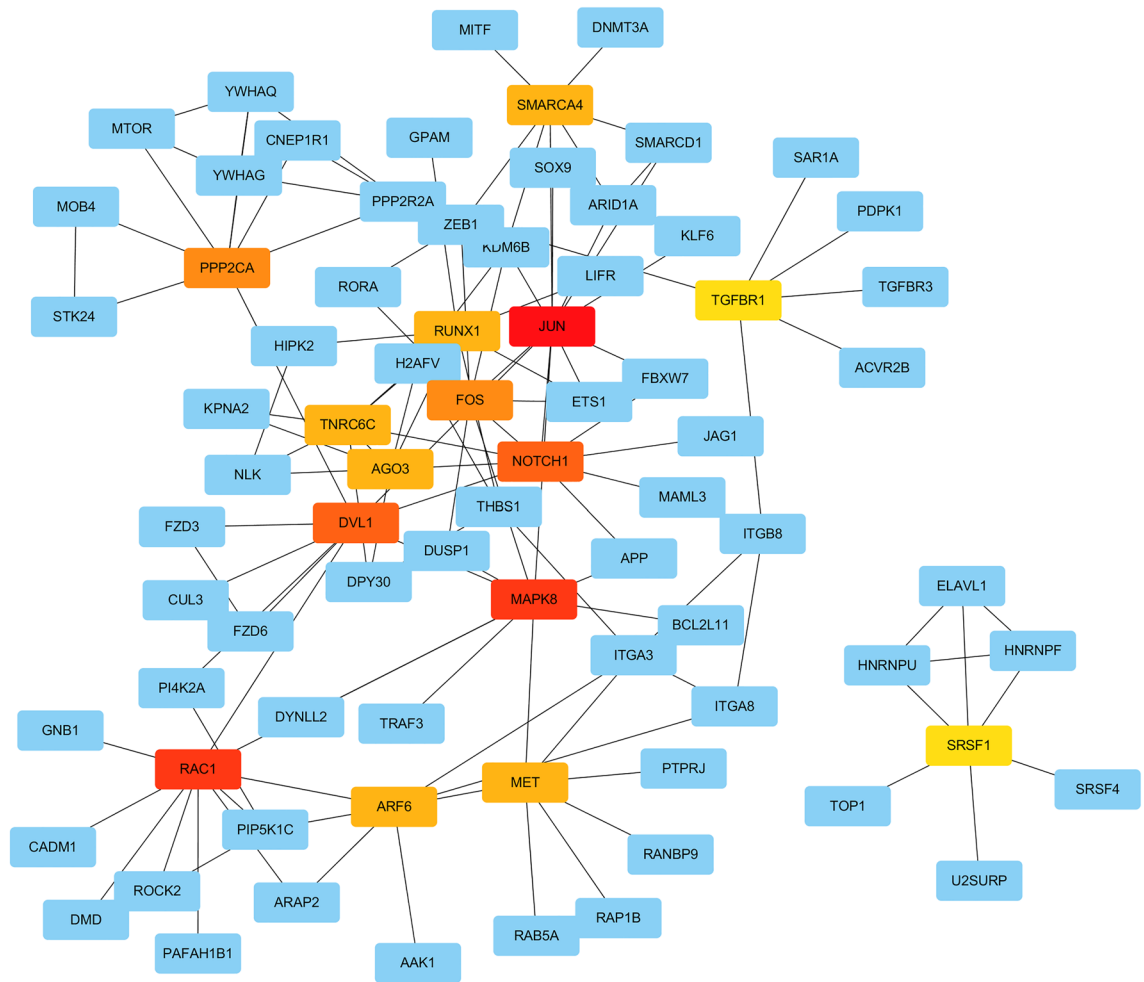 MITF
DNMT3A
YWHAQ
SMARCA4
MTOR
CNEP1R1
GPAM
SMARCD1
SAR1A
SOX9
YWHAG
PPP2R2A
ARID1A
MOB4
PDPK1
ZEB1
KLF6
KDM6B
PPP2CA
LIFR
RORA
TGFBR1
TGFBR3
STK24
RUNX1
JUN
HIPK2
H2AFV
ACVR2B
FBXW7
FOS
ETS1
KPNA2
TNRC6C
JAG1
NOTCH1
AGO3
NLK
MAML3
THBS1
FZD3
DVL1
ITGB8
DUSP1
APP
DPY30
ELAVL1
CUL3
MAPK8
BCL2L11
FZD6
HNRNPF
ITGA3
HNRNPU
PI4K2A
ITGA8
DYNLL2
TRAF3
GNB1
SRSF1
RAC1
PTPRJ
MET
SRSF4
ARF6
TOP1
PIP5K1C
CADM1
RANBP9
U2SURP
ROCK2
ARAP2
DMD
RAP1B
RAB5A
PAFAH1B1
AAK1